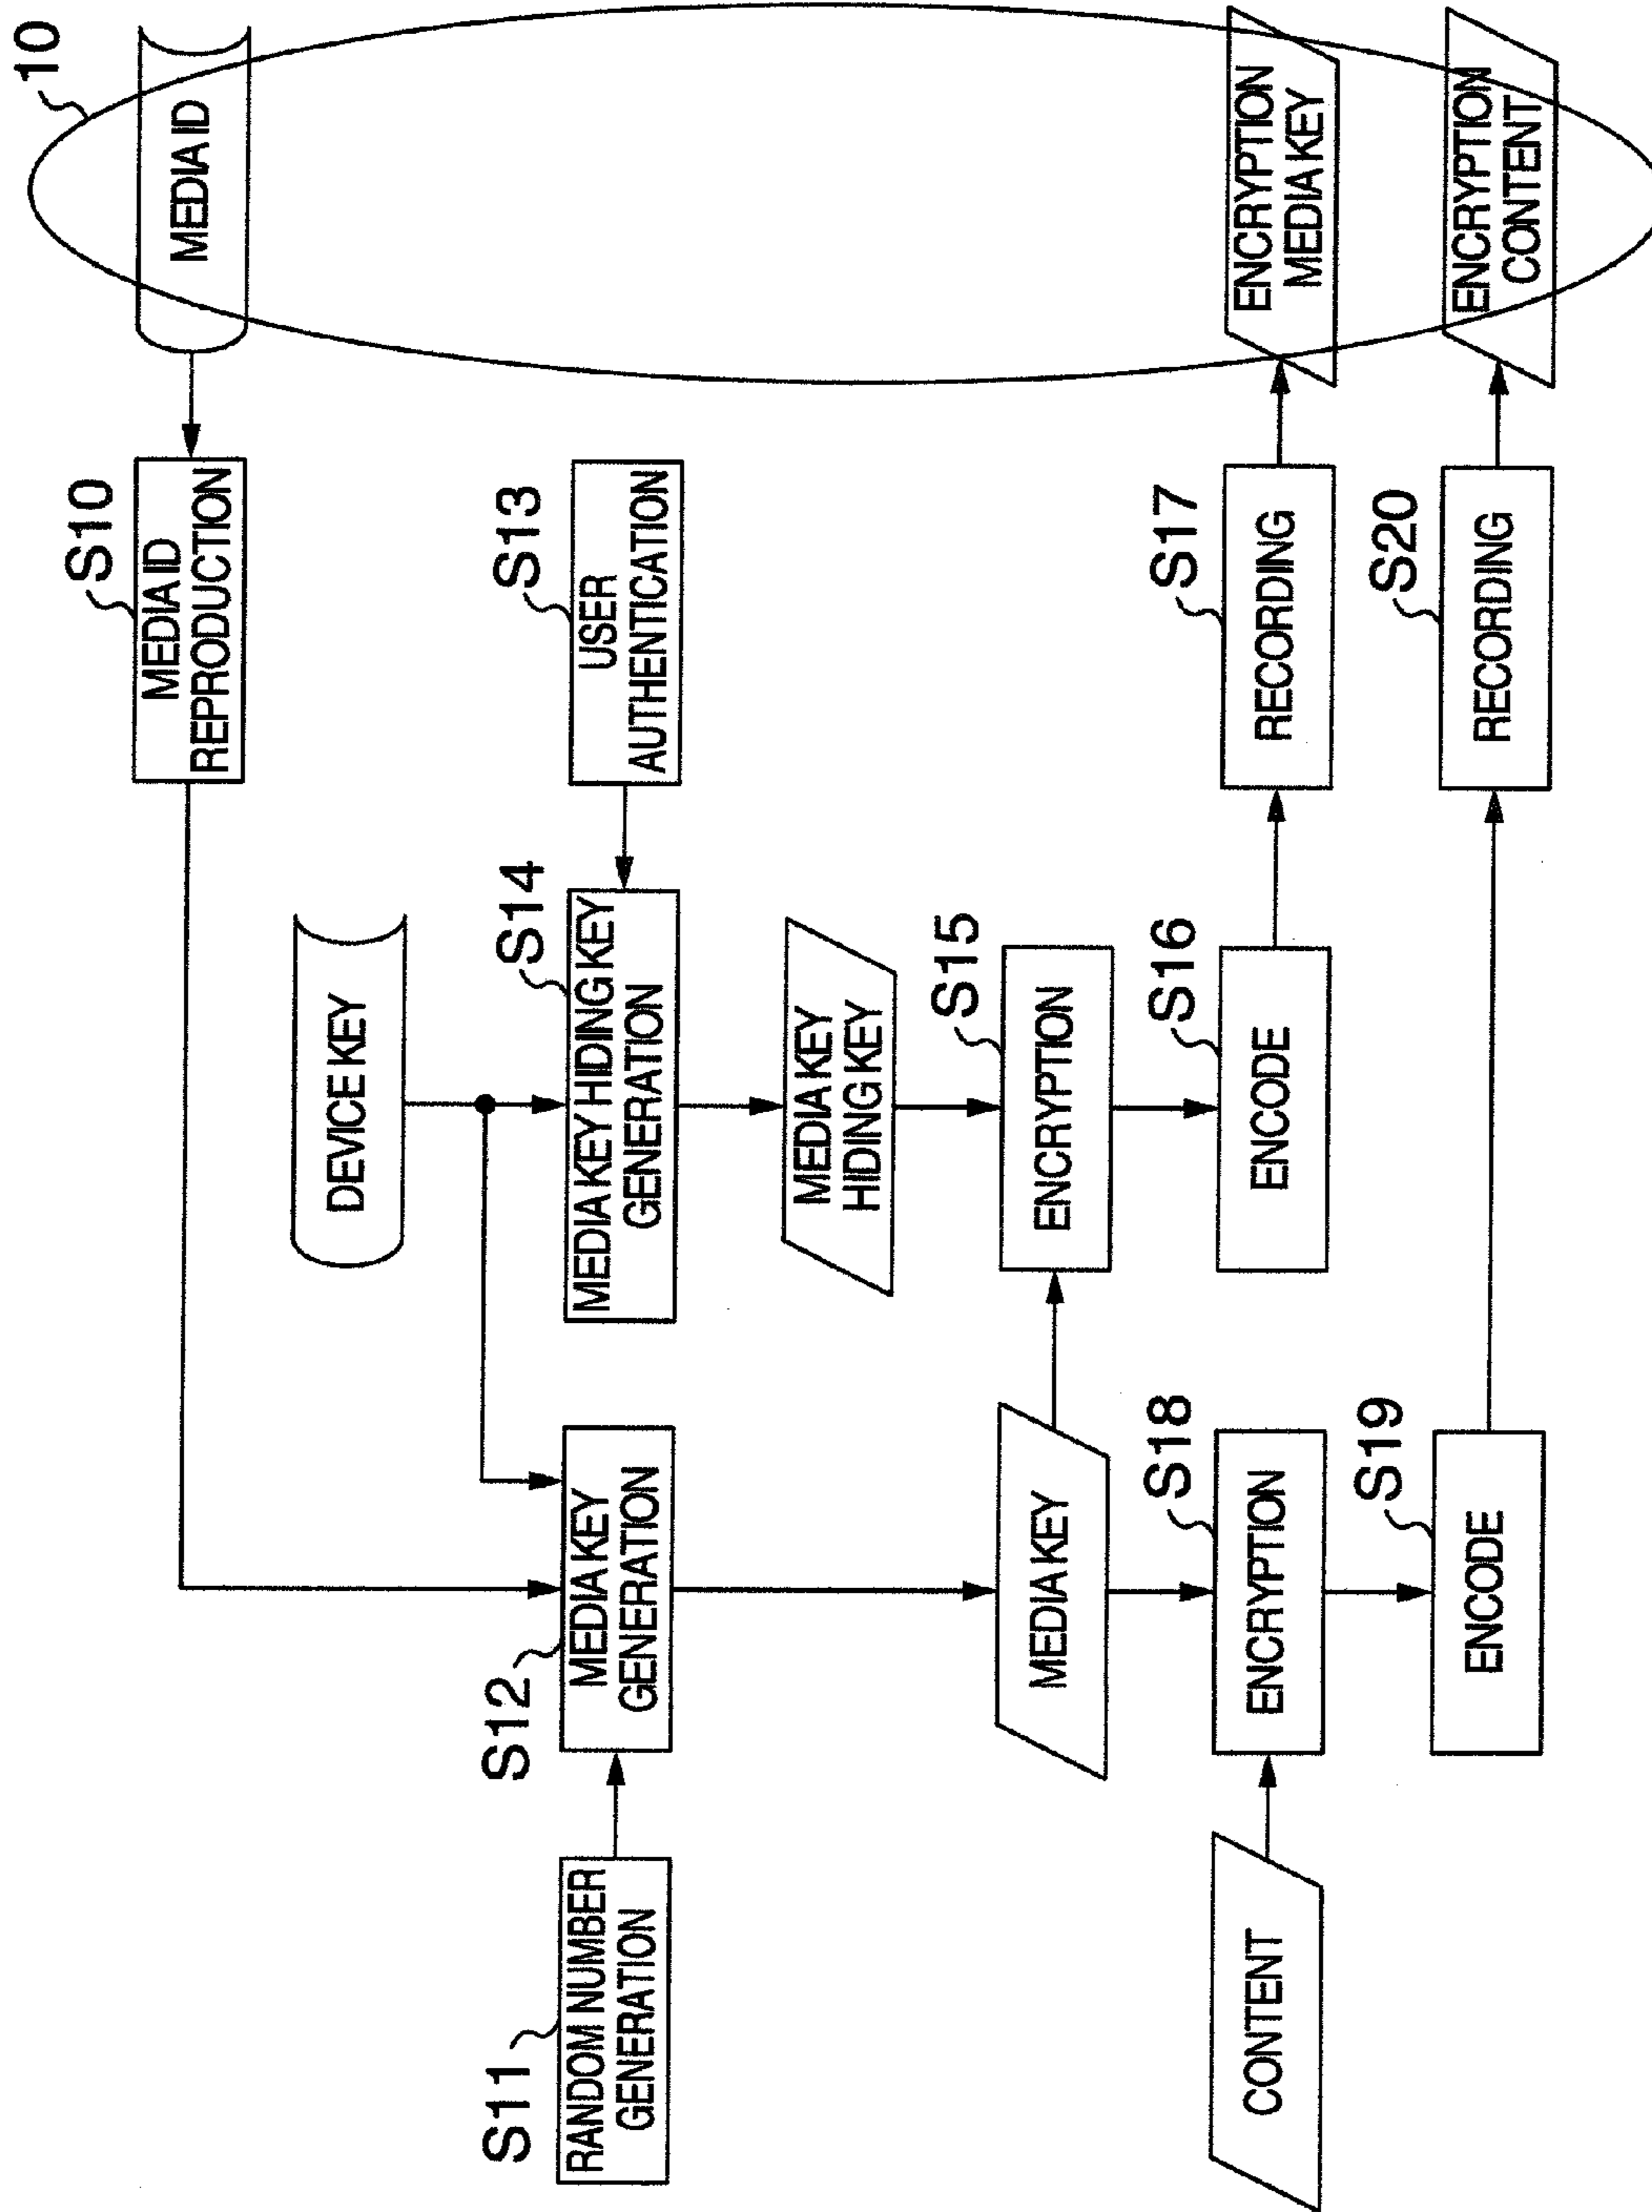 10
MEDIA ID
S10
MEDIA ID
REPRODUCTION
DEVICE KEY
S11
RANDOM NUMBER
GENERATION
S12
MEDIA KEY
GENERATION
S14
MEDIA KEY HIDING KEY
GENERATION
S13
USER
AUTHENTICATION
MEDIA KEY
HIDING KEY
MEDIA KEY
S15
ENCRYPTION
CONTENT
S18
ENCRYPTION
S16
ENCODE
S17
RECORDING
ENCRYPTION
MEDIA KEY
S19
ENCODE
S20
RECORDING
ENCRYPTION
CONTENT